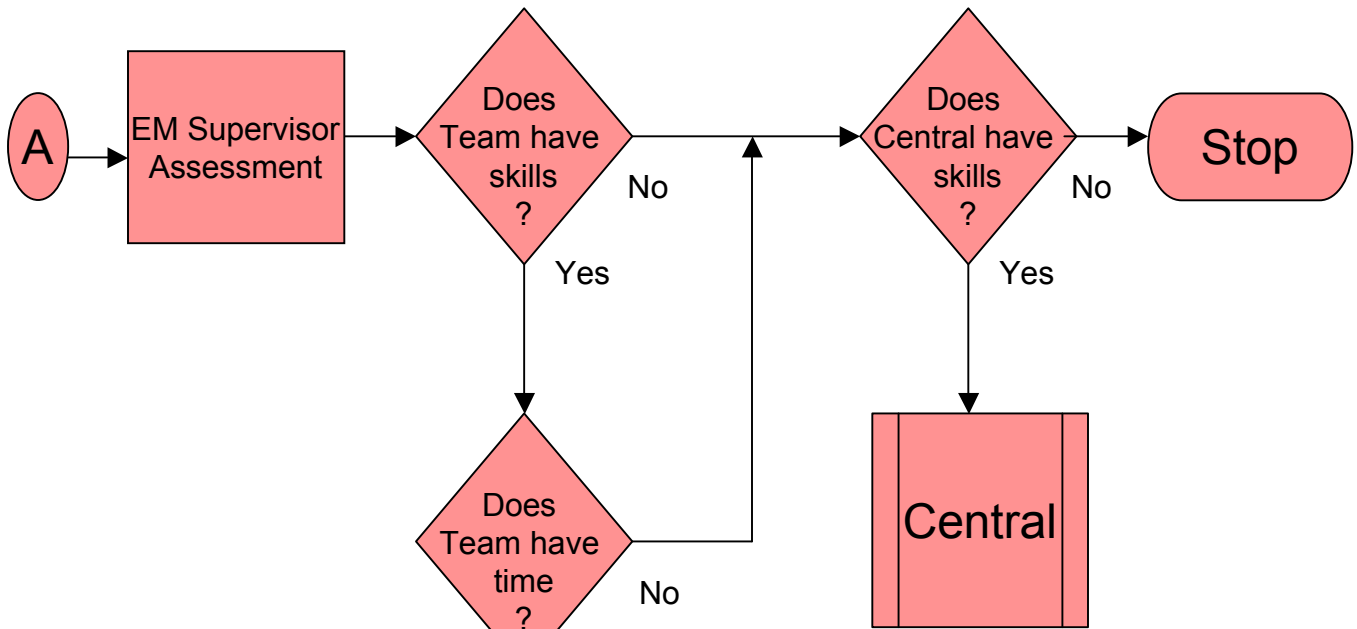 A
EM Supervisor
Assessment
Does
Team have
skills
?
No
Yes
Does
Central have
skills
?
No
Yes
Stop
Does
Team have
time
?
No
Central